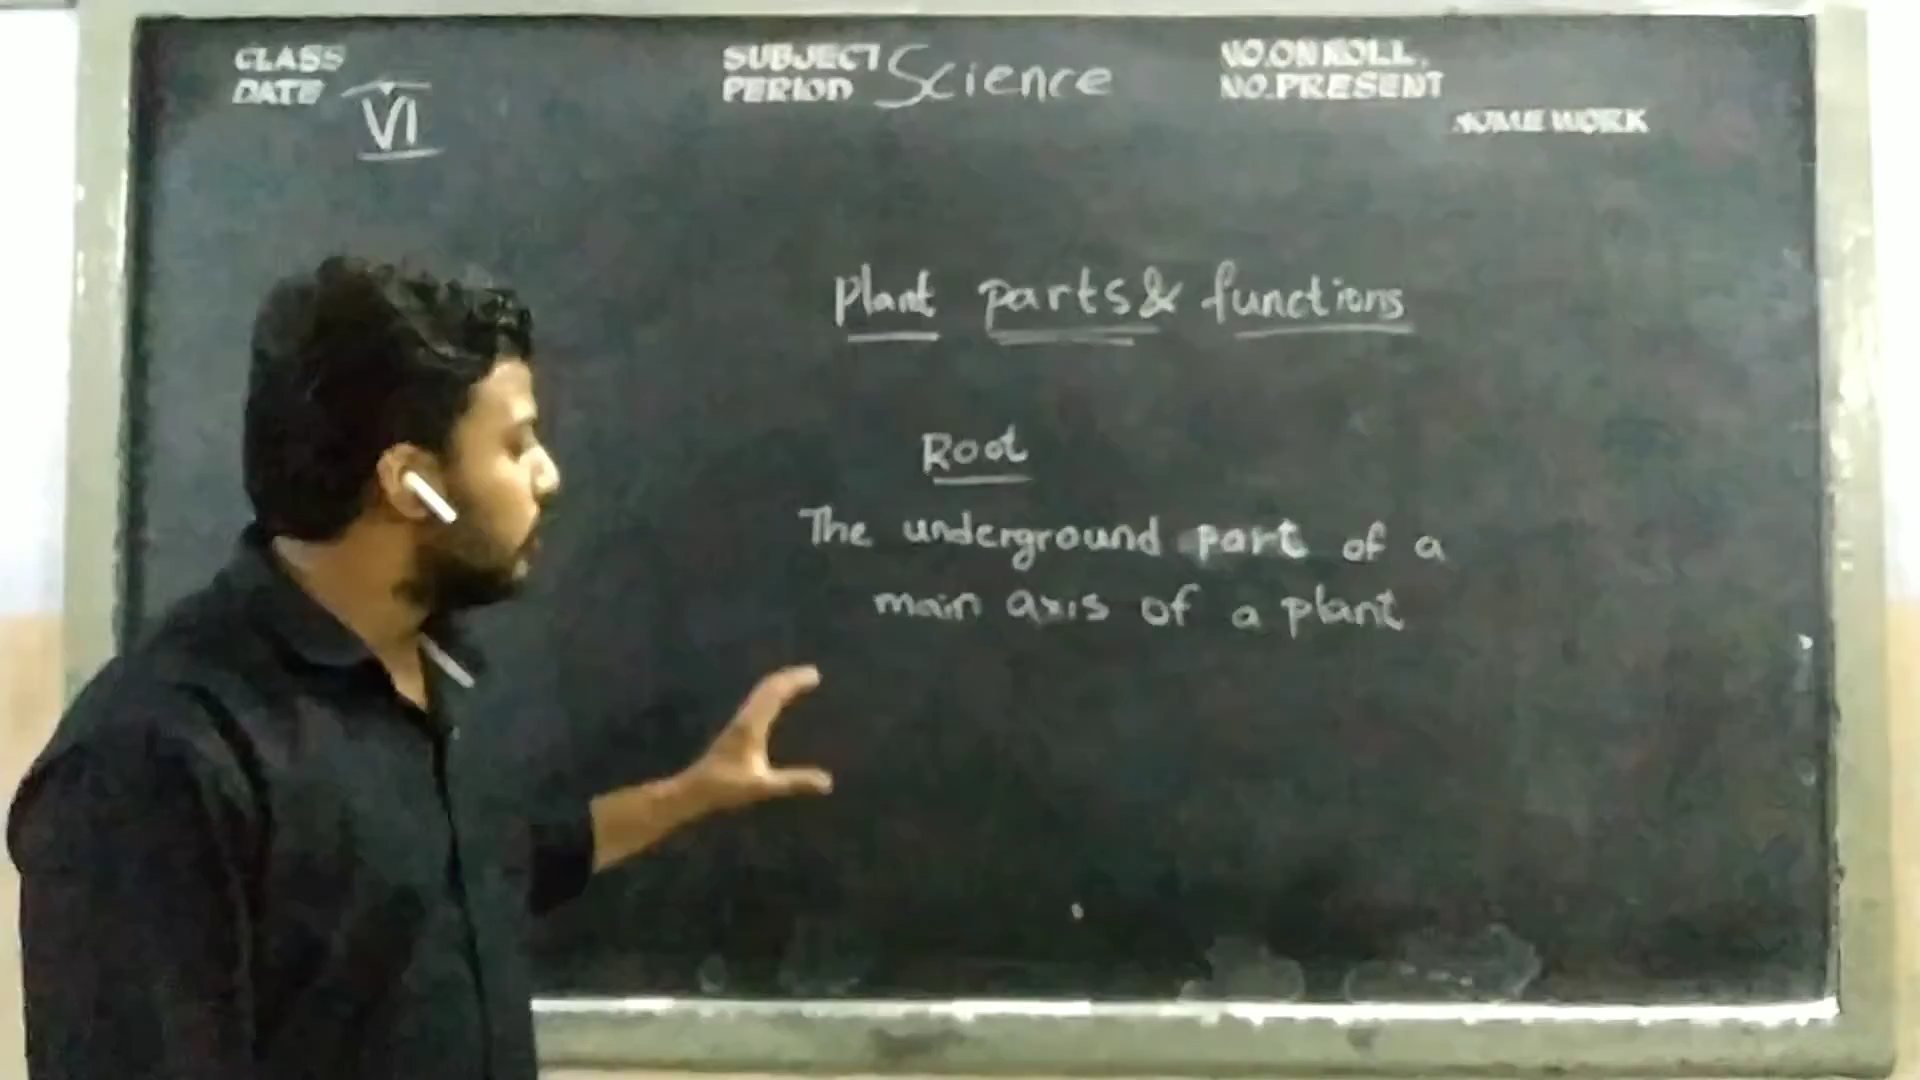 CLASS
DATE
VI
SUBJECT Science
PERIOD
NO.ON ROLL.
NO.PRESENT
HOME WORK
Plant parts & functions
Root
The underground part of a
main axis of a plant